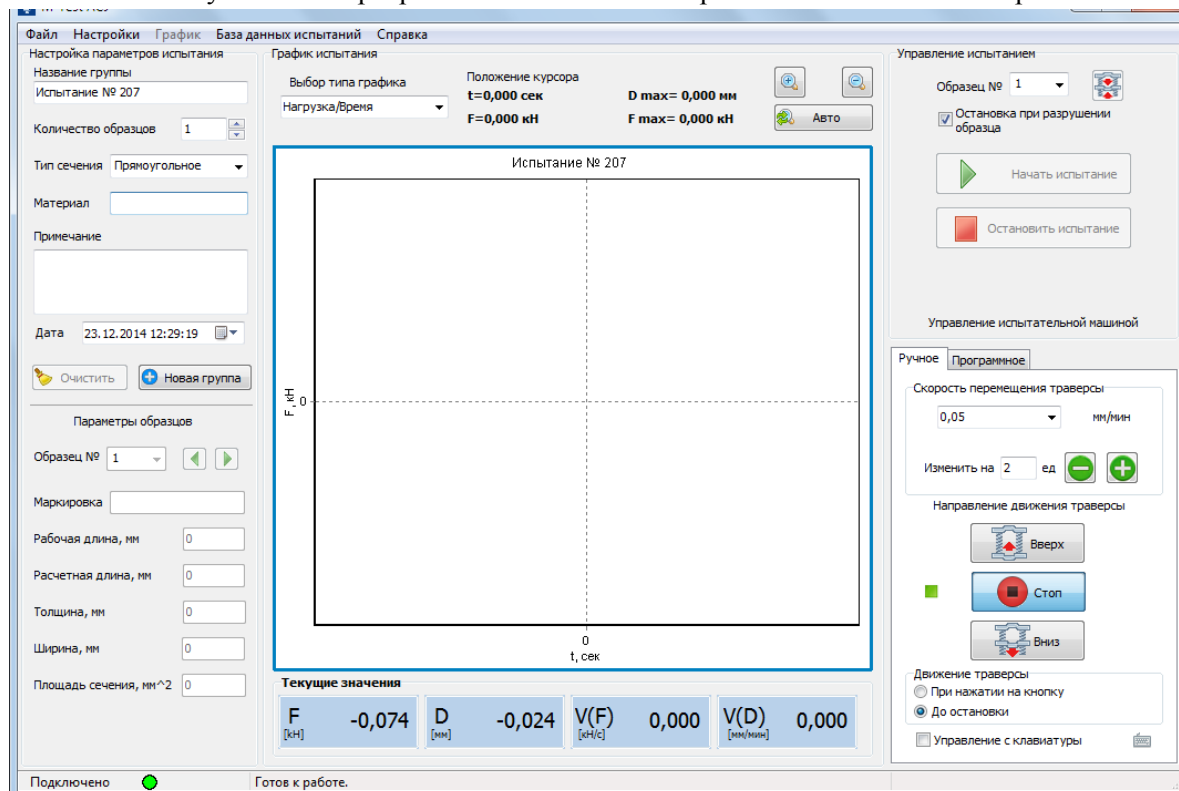 Файл Настройки График База данных испытаний Справка
Настройка параметров испытания
Название группы
Испытание № 207
Количество образцов 1
Тип сечения Прямоугольное
Материал
Примечание
Дата 23.12.2014 12:29:19
Очистить Новая группа
Параметры образцов
Образец № 1
Маркировка
Рабочая длина, мм 0
Расчетная длина, мм 0
Толщина, мм 0
Ширина, мм 0
Площадь сечения, мм^2 0
График испытания
Выбор типа графика
Нагрузка/Время
Положение курсора
t=0,000 сек D max= 0,000 мм
F=0,000 кН F max= 0,000 кН
Авто
Испытание № 207
F, кН 0
0
t, сек
Текущие значения
F [кН] -0,074 D [мм] -0,024 V(F) [кН/с] 0,000 V(D) [мм/мин] 0,000
Управление испытанием
Образец № 1
Остановка при разрушении
образца
Начать испытание
Остановить испытание
Управление испытательной машиной
Ручное Программное
Скорость перемещения траверсы
0,05 мм/мин
Изменить на 2 ед
Направление движения траверсы
Вверх
Стоп
Вниз
Движение траверсы
При нажатии на кнопку
До остановки
Управление с клавиатуры
Подключено Готов к работе.